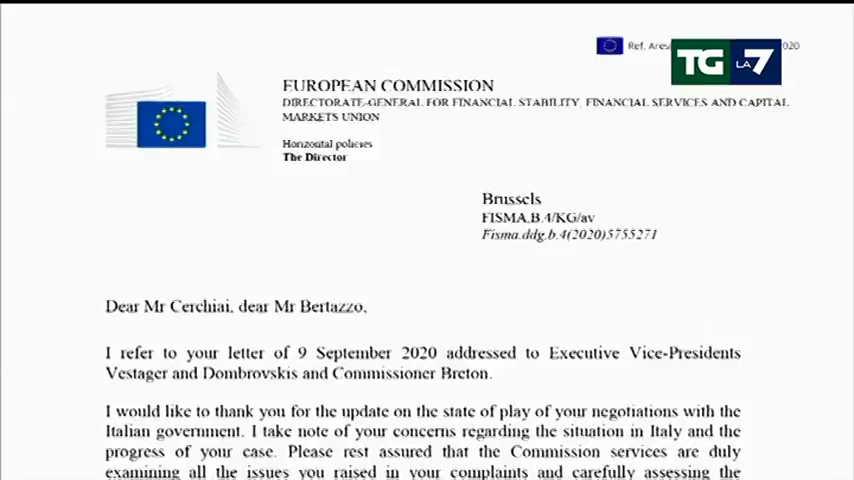 Ref. Ares
020
TG LA 7
EUROPEAN COMMISSION
DIRECTORATE-GENERAL FOR FINANCIAL STABILITY, FINANCIAL SERVICES AND CAPITAL
MARKETS UNION
Horizontal policies
The Director
Brussels
FISMA.B.4/KG/av
Fisma.ddg.b.4(2020)5755271
Dear Mr Cerchiai, dear Mr Bertazzo,
I refer to your letter of 9 September 2020 addressed to Executive Vice-Presidents
Vestager and Dombrovskis and Commissioner Breton.
I would like to thank you for the update on the state of play of your negotiations with the
Italian government. I take note of your concerns regarding the situation in Italy and the
progress of your case. Please rest assured that the Commission services are duly
examining all the issues you raised in your complaints and carefully assessing the